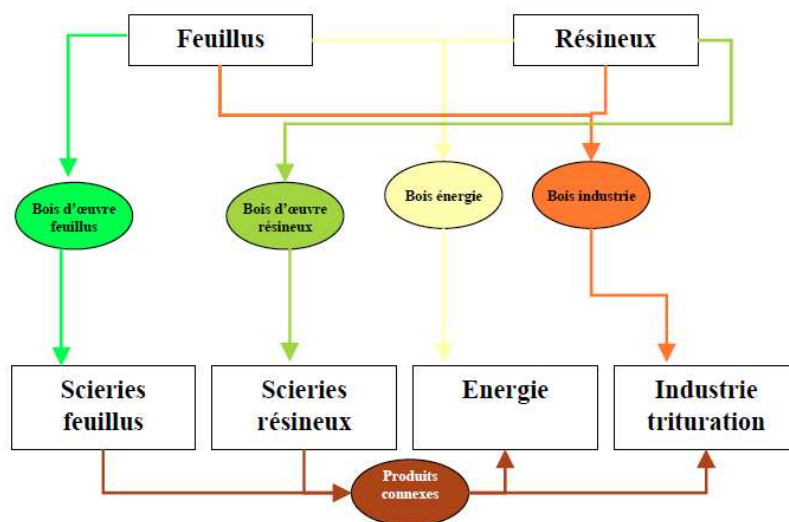 Feuillus
Résineux
Bois d'œuvre
feuillus
Bois d'œuvre
résineux
Bois énergie
Bois industrie
Scieries
feuillus
Scieries
résineux
Energie
Industrie
trituration
Produits
connexes